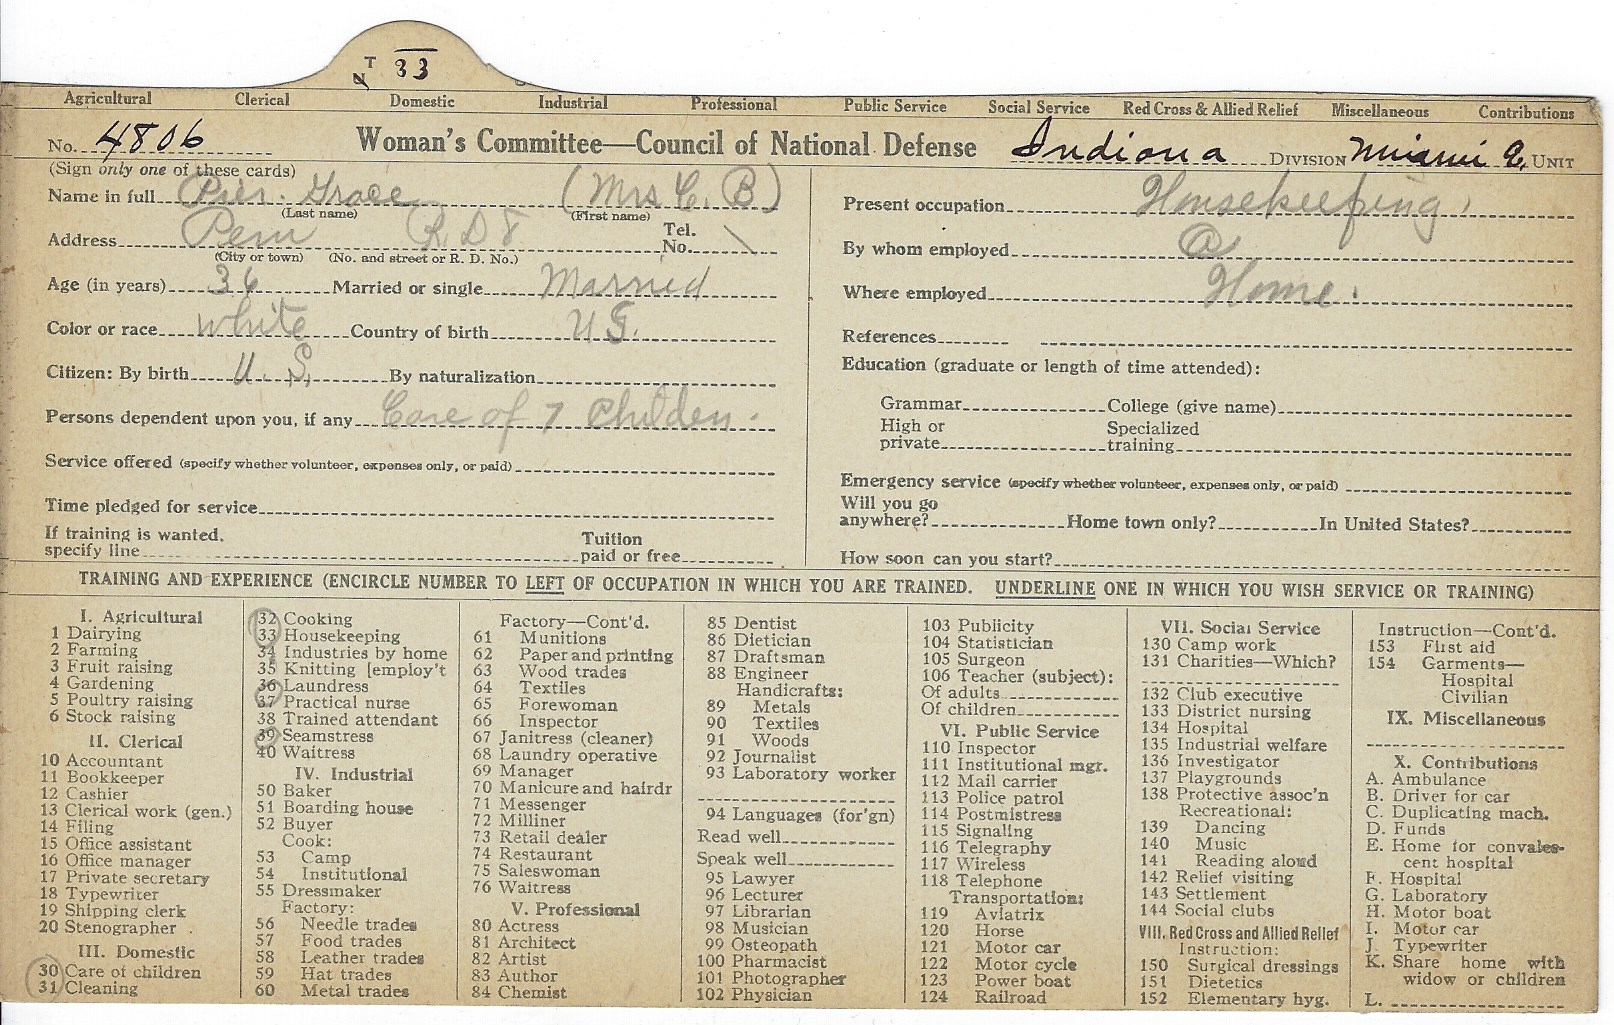 T
N 33
Agricultural Clerical Domestic Industrial Professional Public Service Social Service Red Cross & Allied Relief Miscellaneous Contributions
No. 4806 Woman's Committee—Council of National Defense Indiana DIVISION Miami Co. UNIT
(Sign only one of these cards)
Name in full Pier. Grace (Mrs C. B)
(Last name) (First name)
Address Peru R. D 8 Tel. No. \
(City or town) (No. and street or R. D. No.)
Age (in years) 36 Married or single Married
Color or race white Country of birth U S.
Citizen: By birth U. S. By naturalization
Persons dependent upon you, if any Care of 7 Childen.
Service offered (specify whether volunteer, expenses only, or paid)
Time pledged for service
If training is wanted, specify line Tuition paid or free
Present occupation Housekeeping.
By whom employed @
Where employed Home.
References
Education (graduate or length of time attended):
Grammar College (give name)
High or private Specialized training
Emergency service (specify whether volunteer, expenses only, or paid)
Will you go anywhere? Home town only? In United States?
How soon can you start?
TRAINING AND EXPERIENCE (ENCIRCLE NUMBER TO LEFT OF OCCUPATION IN WHICH YOU ARE TRAINED. UNDERLINE ONE IN WHICH YOU WISH SERVICE OR TRAINING)
I. Agricultural
1 Dairying
2 Farming
3 Fruit raising
4 Gardening
5 Poultry raising
6 Stock raising
II. Clerical
10 Accountant
11 Bookkeeper
12 Cashier
13 Clerical work (gen.)
14 Filing
15 Office assistant
16 Office manager
17 Private secretary
18 Typewriter
19 Shipping clerk
20 Stenographer
III. Domestic
30 Care of children
31 Cleaning
32 Cooking
33 Housekeeping
34 Industries by home
35 Knitting [employ't
36 Laundress
37 Practical nurse
38 Trained attendant
39 Seamstress
40 Waitress
IV. Industrial
50 Baker
51 Boarding house
52 Buyer
Cook:
53 Camp
54 Institutional
55 Dressmaker
Factory:
56 Needle trades
57 Food trades
58 Leather trades
59 Hat trades
60 Metal trades
Factory—Cont'd.
61 Munitions
62 Paper and printing
63 Wood trades
64 Textiles
65 Forewoman
66 Inspector
67 Janitress (cleaner)
68 Laundry operative
69 Manager
70 Manicure and hairdr
71 Messenger
72 Milliner
73 Retail dealer
74 Restaurant
75 Saleswoman
76 Waitress
V. Professional
80 Actress
81 Architect
82 Artist
83 Author
84 Chemist
85 Dentist
86 Dietician
87 Draftsman
88 Engineer
Handicrafts:
89 Metals
90 Textiles
91 Woods
92 Journalist
93 Laboratory worker
94 Languages (for'gn)
Read well
Speak well
95 Lawyer
96 Lecturer
97 Librarian
98 Musician
99 Osteopath
100 Pharmacist
101 Photographer
102 Physician
103 Publicity
104 Statistician
105 Surgeon
106 Teacher (subject):
Of adults
Of children
VI. Public Service
110 Inspector
111 Institutional mgr.
112 Mail carrier
113 Police patrol
114 Postmistress
115 Signaling
116 Telegraphy
117 Wireless
118 Telephone
Transportation:
119 Aviatrix
120 Horse
121 Motor car
122 Motor cycle
123 Power boat
124 Railroad
VII. Social Service
130 Camp work
131 Charities—Which?
132 Club executive
133 District nursing
134 Hospital
135 Industrial welfare
136 Investigator
137 Playgrounds
138 Protective assoc'n
Recreational:
139 Dancing
140 Music
141 Reading aloud
142 Relief visiting
143 Settlement
144 Social clubs
VIII. Red Cross and Allied Relief
Instruction:
150 Surgical dressings
151 Dietetics
152 Elementary hyg.
Instruction—Cont'd.
153 First aid
154 Garments—
Hospital
Civilian
IX. Miscellaneous
X. Contributions
A. Ambulance
B. Driver for car
C. Duplicating mach.
D. Funds
E. Home for convales-
cent hospital
F. Hospital
G. Laboratory
H. Motor boat
I. Motor car
J. Typewriter
K. Share home with
widow or children
L.